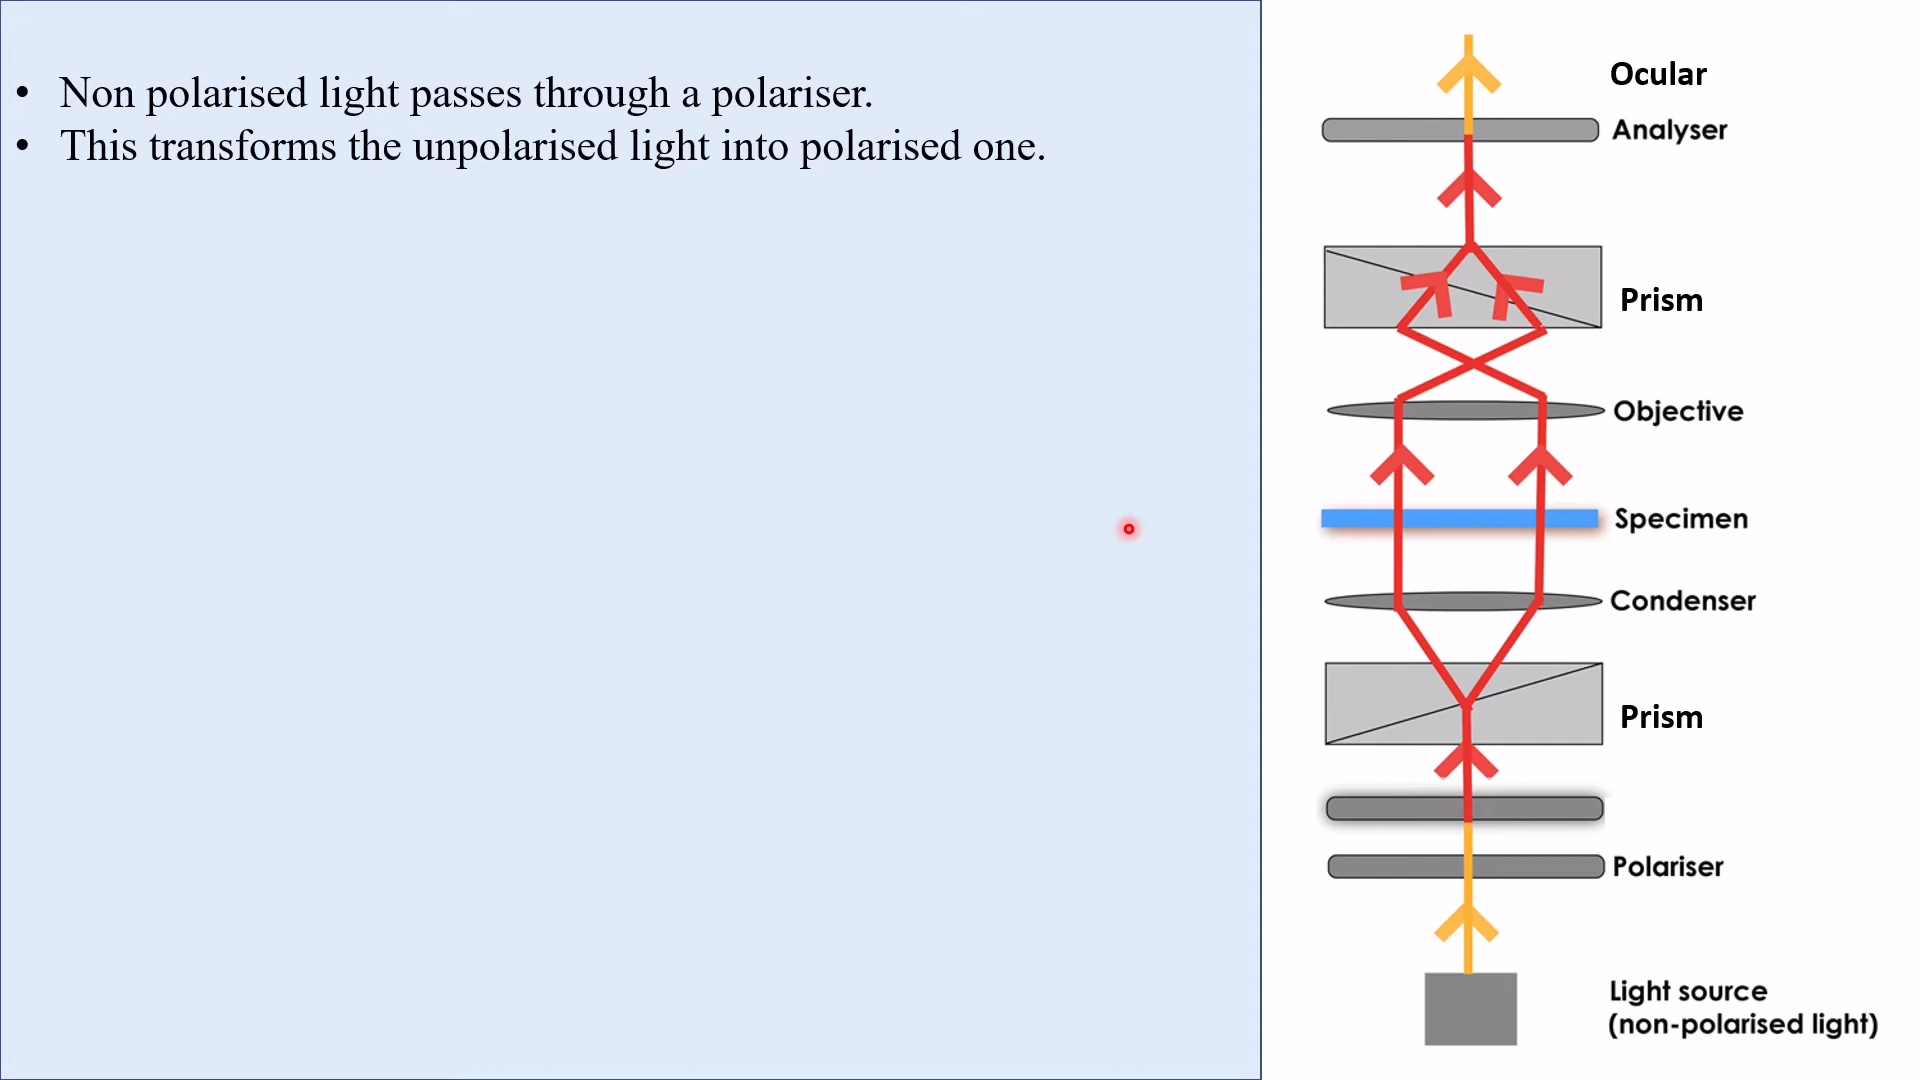 • Non polarised light passes through a polariser.
• This transforms the unpolarised light into polarised one.
Ocular
Analyser
Prism
Objective
Specimen
Condenser
Prism
Polariser
Light source
(non-polarised light)